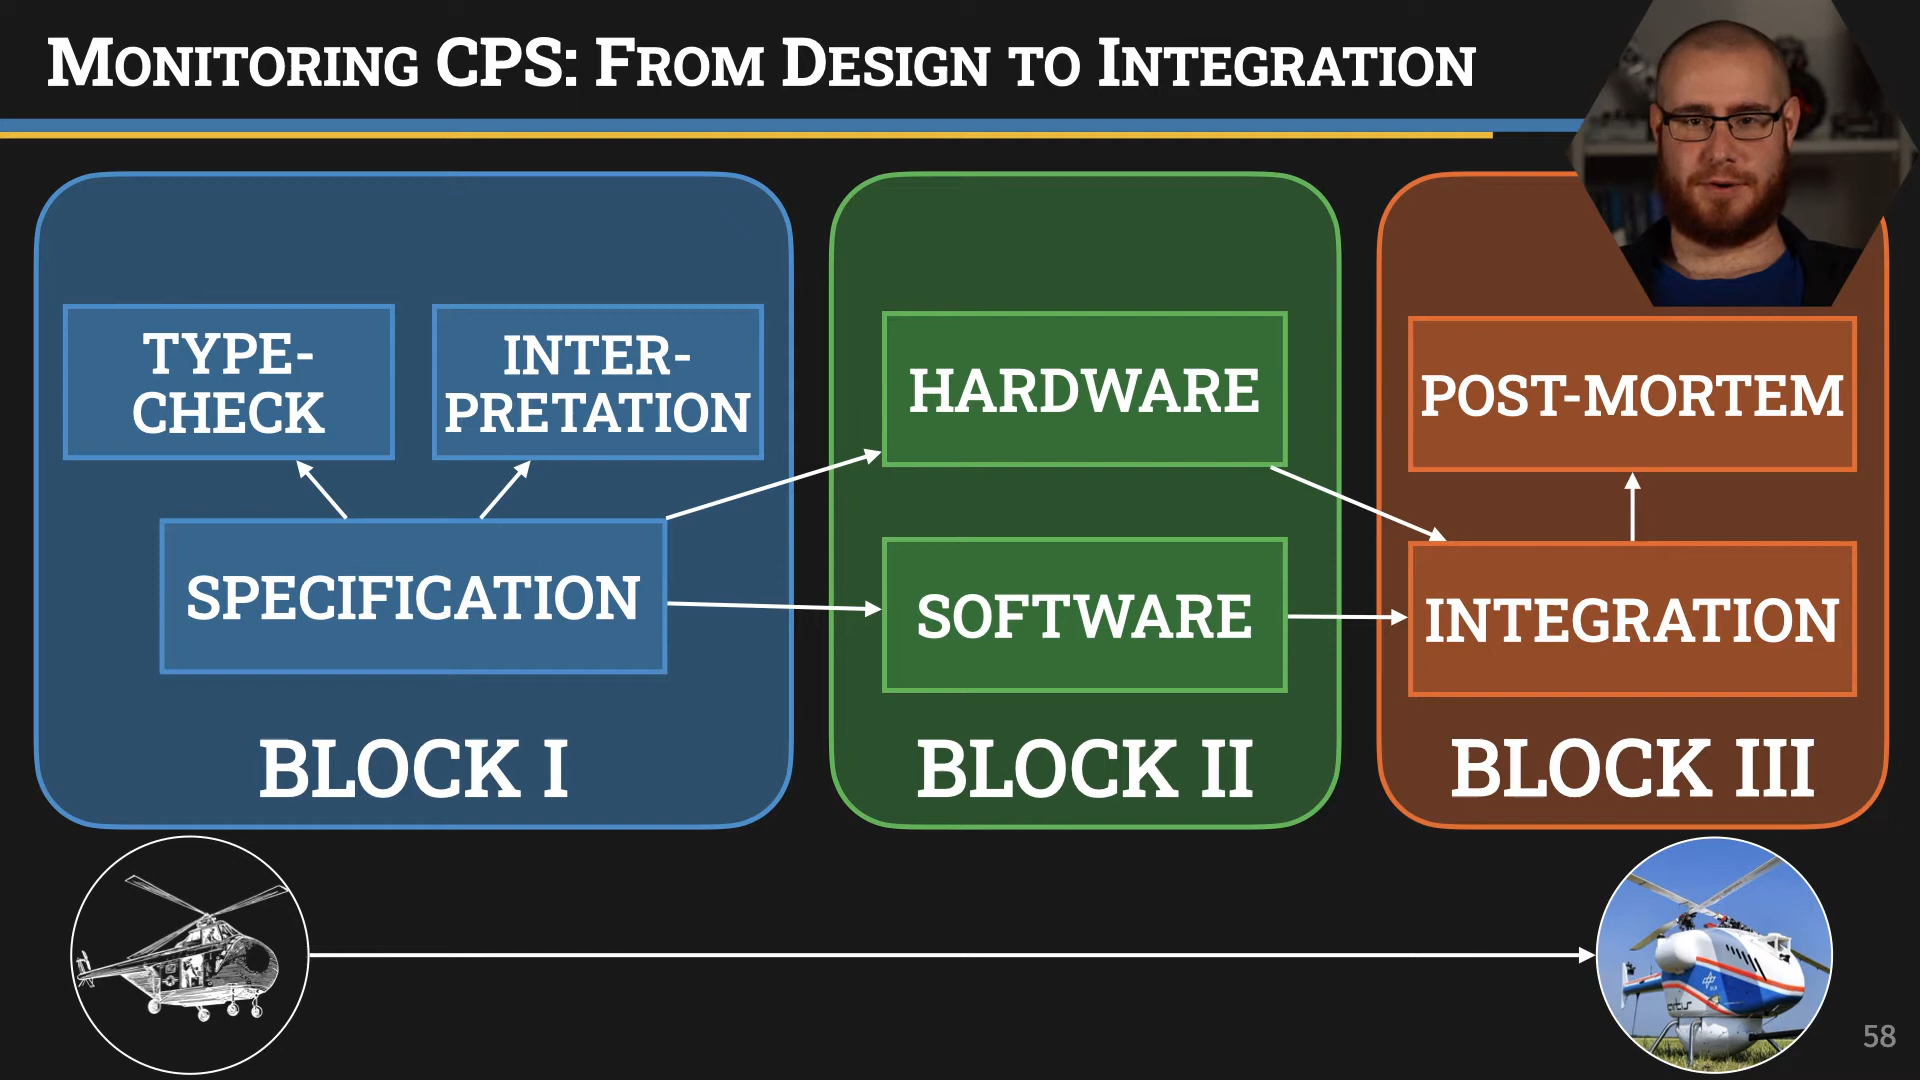 MONITORING CPS: FROM DESIGN TO INTEGRATION
TYPE-
CHECK
INTER-
PRETATION
SPECIFICATION
BLOCK I
HARDWARE
SOFTWARE
BLOCK II
POST-MORTEM
INTEGRATION
BLOCK III
58